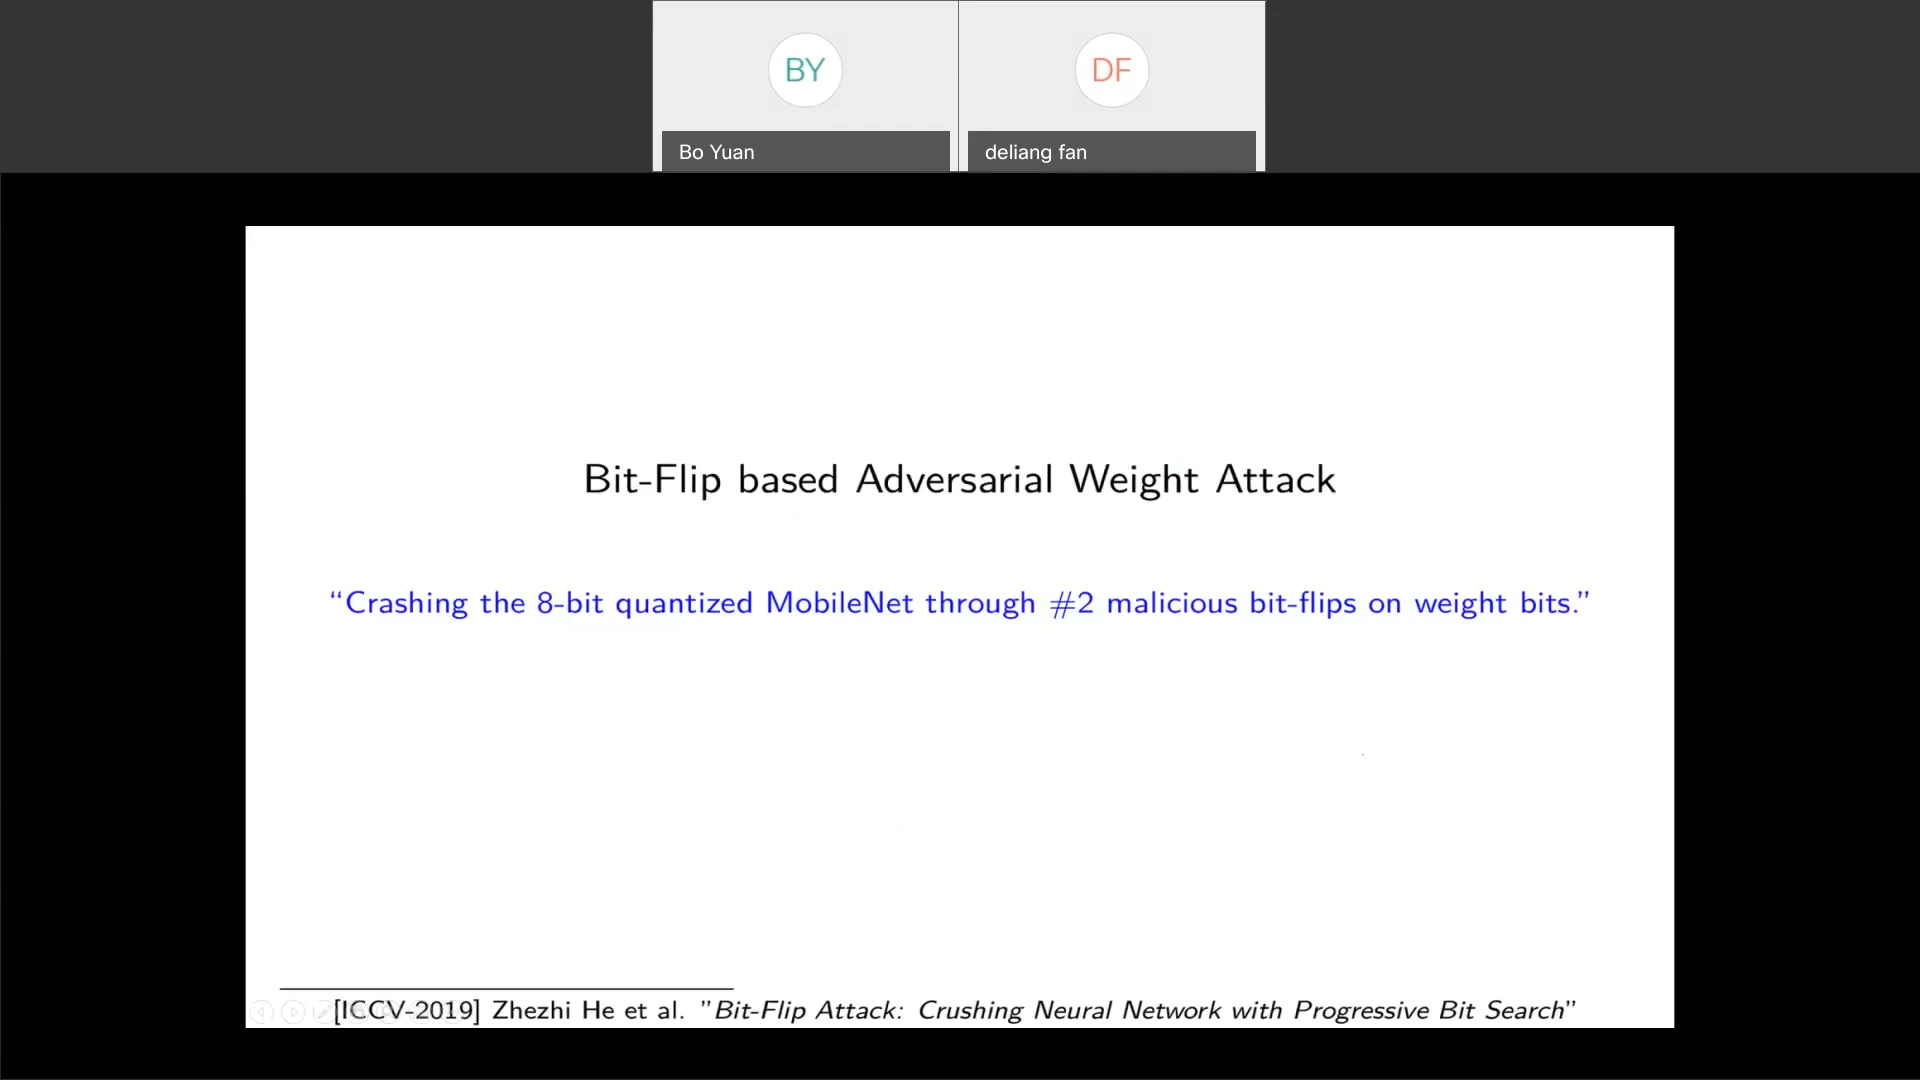 BY
DF
Bo Yuan
deliang fan
Bit-Flip based Adversarial Weight Attack
“Crashing the 8-bit quantized MobileNet through #2 malicious bit-flips on weight bits.”
[ICCV-2019] Zhezhi He et al. ”Bit-Flip Attack: Crushing Neural Network with Progressive Bit Search”